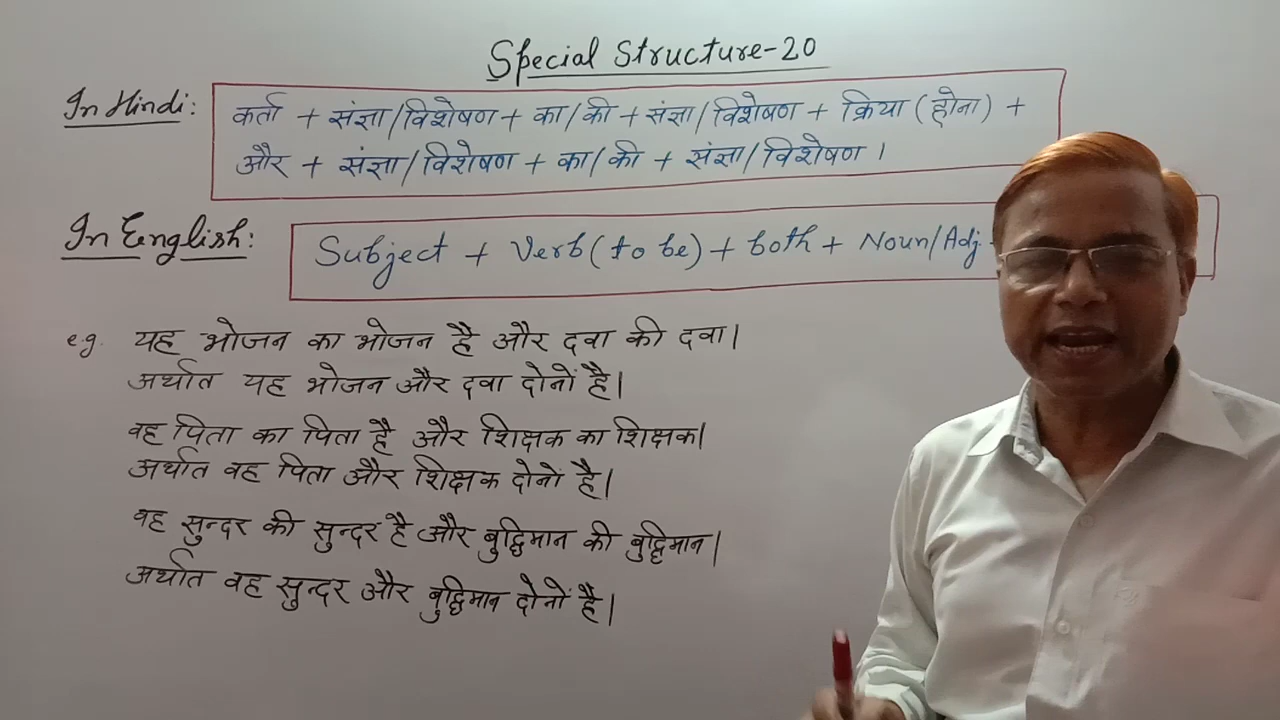 Special Structure-20
In Hindi:
कर्ता + संज्ञा/विशेषण + का/की + संज्ञा/विशेषण + क्रिया (होना) +
और + संज्ञा/विशेषण + का/की + संज्ञा/विशेषण ।
In English:
Subject + Verb (to be) + both + Noun/Adj.
e.g. यह भोजन का भोजन है और दवा की दवा।
अर्थात यह भोजन और दवा दोनों है।
वह पिता का पिता है और शिक्षक का शिक्षक।
अर्थात वह पिता और शिक्षक दोनों है।
वह सुन्दर की सुन्दर है और बुद्धिमान की बुद्धिमान।
अर्थात वह सुन्दर और बुद्धिमान दोनों है।